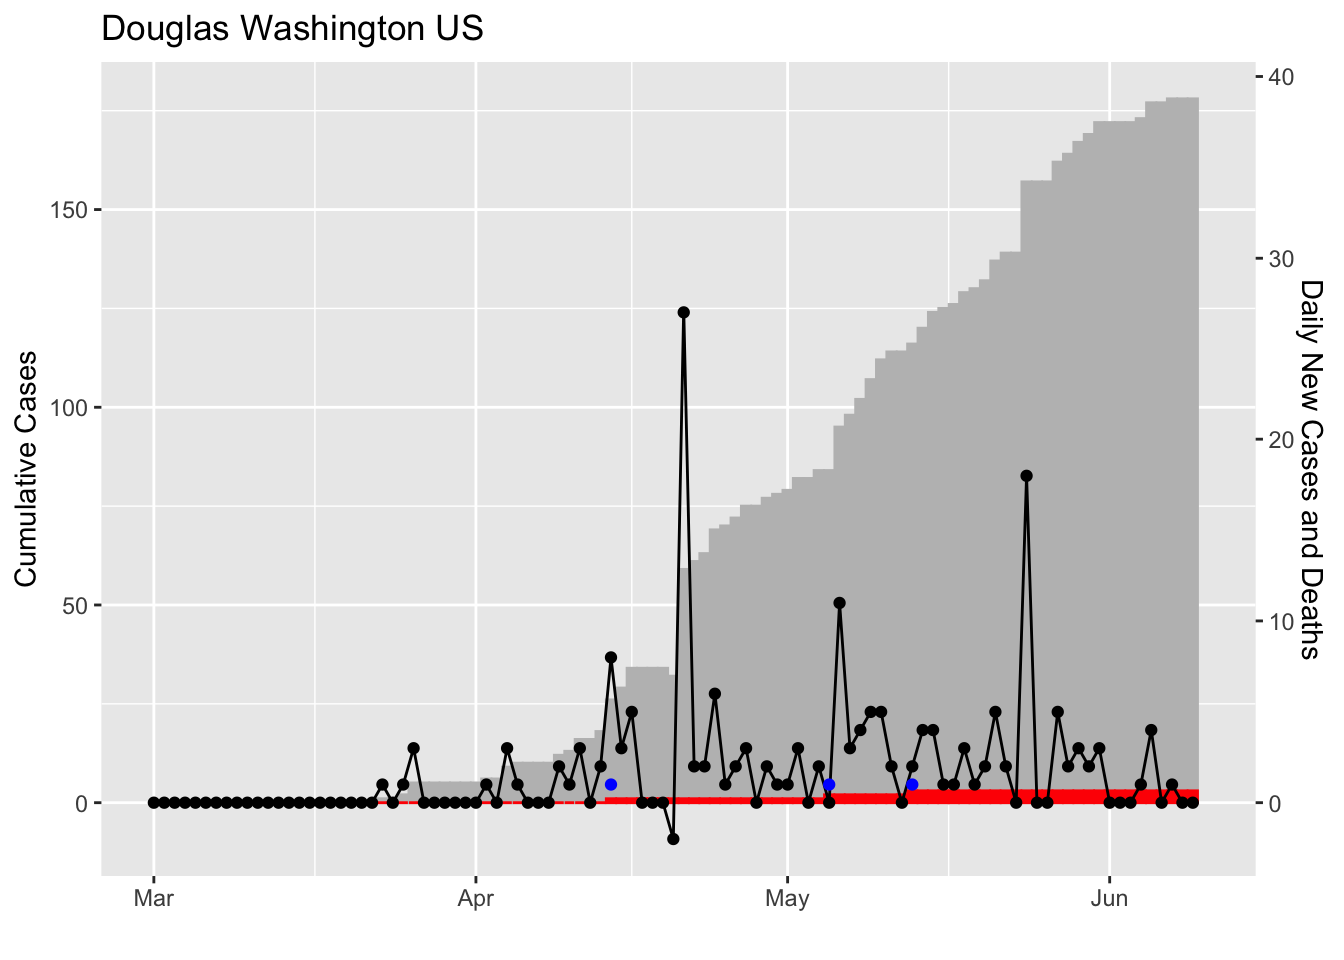 Douglas Washington US
Cumulative Cases
150
100
50
0
40
30
20
10
0
Daily New Cases and Deaths
Mar
Apr
May
Jun